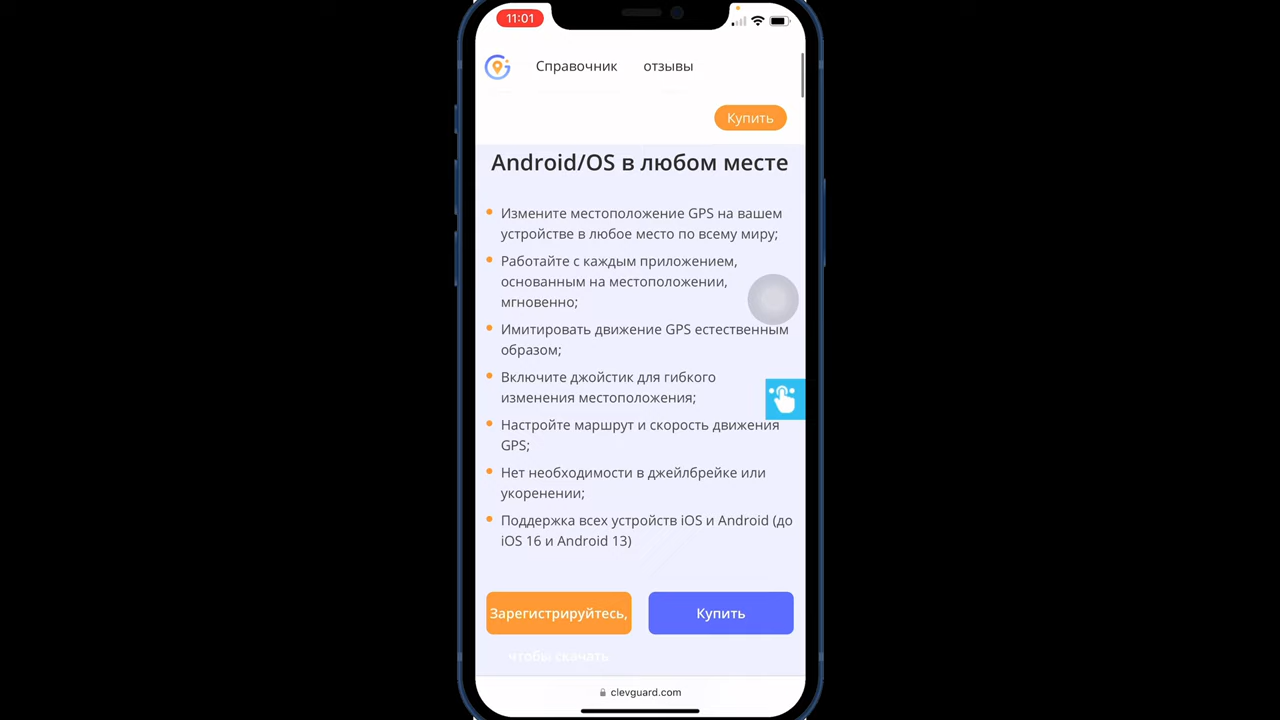 11:01
Справочник отзывы
Купить
Android/OS в любом месте
Измените местоположение GPS на вашем
устройстве в любое место по всему миру;
Работайте с каждым приложением,
основанным на местоположении,
мгновенно;
Имитировать движение GPS естественным
образом;
Включите джойстик для гибкого
изменения местоположения;
Настройте маршрут и скорость движения
GPS;
Нет необходимости в джейлбрейке или
укоренении;
Поддержка всех устройств iOS и Android (до
iOS 16 и Android 13)
Зарегистрируйтесь, Купить
чтобы скачать
clevguard.com